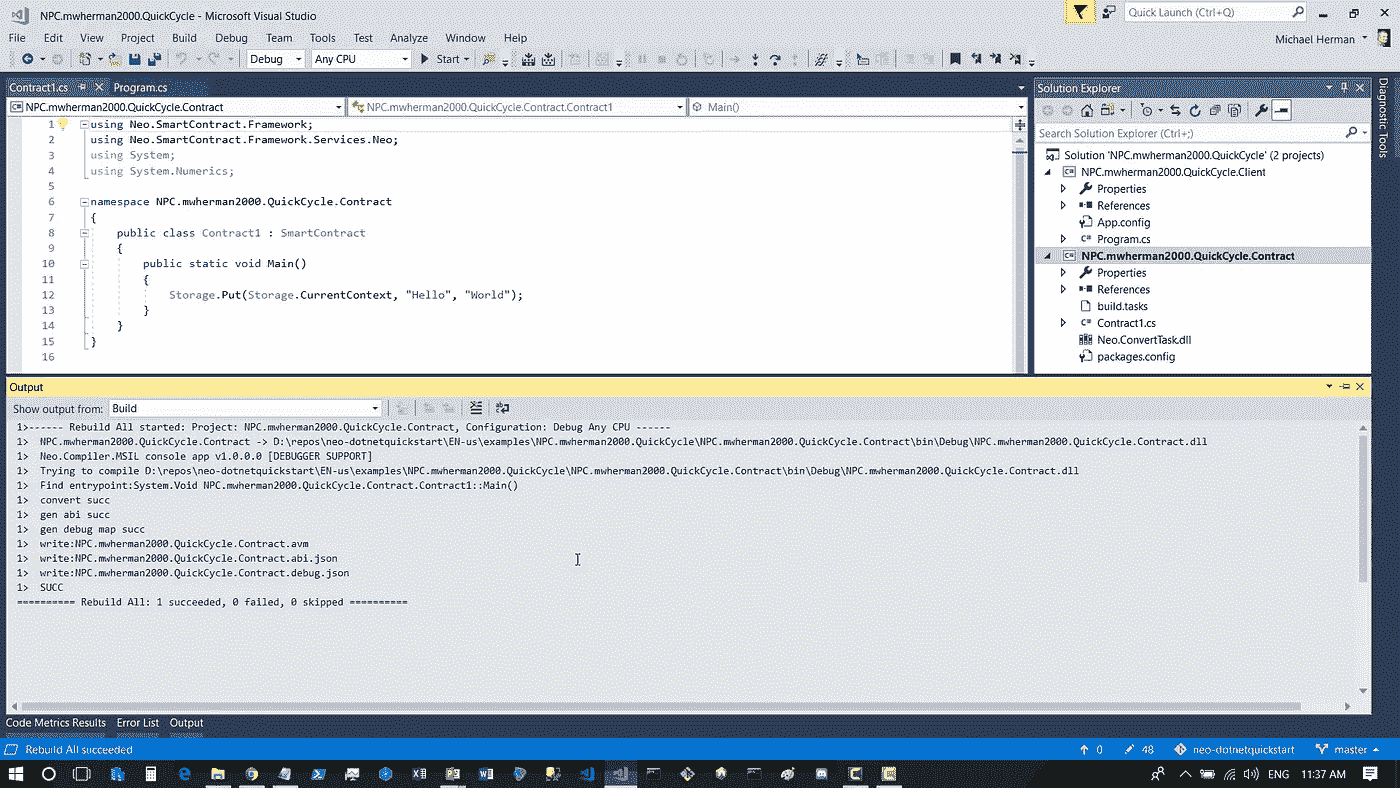 NPC.mwherman2000.QuickCycle - Microsoft Visual Studio
Quick Launch (Ctrl+Q)
File Edit View Project Build Debug Team Tools Test Analyze Window Help
Michael Herman
Debug Any CPU Start
Contract1.cs Program.cs
NPC.mwherman2000.QuickCycle.Contract NPC.mwherman2000.QuickCycle.Contract.Contract1 Main()
1 using Neo.SmartContract.Framework;
2 using Neo.SmartContract.Framework.Services.Neo;
3 using System;
4 using System.Numerics;
5
6 namespace NPC.mwherman2000.QuickCycle.Contract
7 {
8 public class Contract1 : SmartContract
9 {
10 public static void Main()
11 {
12 Storage.Put(Storage.CurrentContext, "Hello", "World");
13 }
14 }
15 }
16
Solution Explorer
Search Solution Explorer (Ctrl+;)
Solution 'NPC.mwherman2000.QuickCycle' (2 projects)
NPC.mwherman2000.QuickCycle.Client
Properties
References
App.config
C# Program.cs
NPC.mwherman2000.QuickCycle.Contract
Properties
References
build.tasks
C# Contract1.cs
Neo.ConvertTask.dll
packages.config
Diagnostic Tools
Output
Show output from: Build
1>------ Rebuild All started: Project: NPC.mwherman2000.QuickCycle.Contract, Configuration: Debug Any CPU ------
1> NPC.mwherman2000.QuickCycle.Contract -> D:\repos\neo-dotnetquickstart\EN-us\examples\NPC.mwherman2000.QuickCycle\NPC.mwherman2000.QuickCycle.Contract\bin\Debug\NPC.mwherman2000.QuickCycle.Contract.dll
1> Neo.Compiler.MSIL console app v1.0.0.0 [DEBUGGER SUPPORT]
1> Trying to compile D:\repos\neo-dotnetquickstart\EN-us\examples\NPC.mwherman2000.QuickCycle\NPC.mwherman2000.QuickCycle.Contract\bin\Debug\NPC.mwherman2000.QuickCycle.Contract.dll
1> Find entrypoint:System.Void NPC.mwherman2000.QuickCycle.Contract.Contract1::Main()
1> convert succ
1> gen abi succ
1> gen debug map succ
1> write:NPC.mwherman2000.QuickCycle.Contract.avm
1> write:NPC.mwherman2000.QuickCycle.Contract.abi.json
1> write:NPC.mwherman2000.QuickCycle.Contract.debug.json
1> SUCC
========== Rebuild All: 1 succeeded, 0 failed, 0 skipped ==========
Code Metrics Results Error List Output
Rebuild All succeeded 0 48 neo-dotnetquickstart master
ENG 11:37 AM